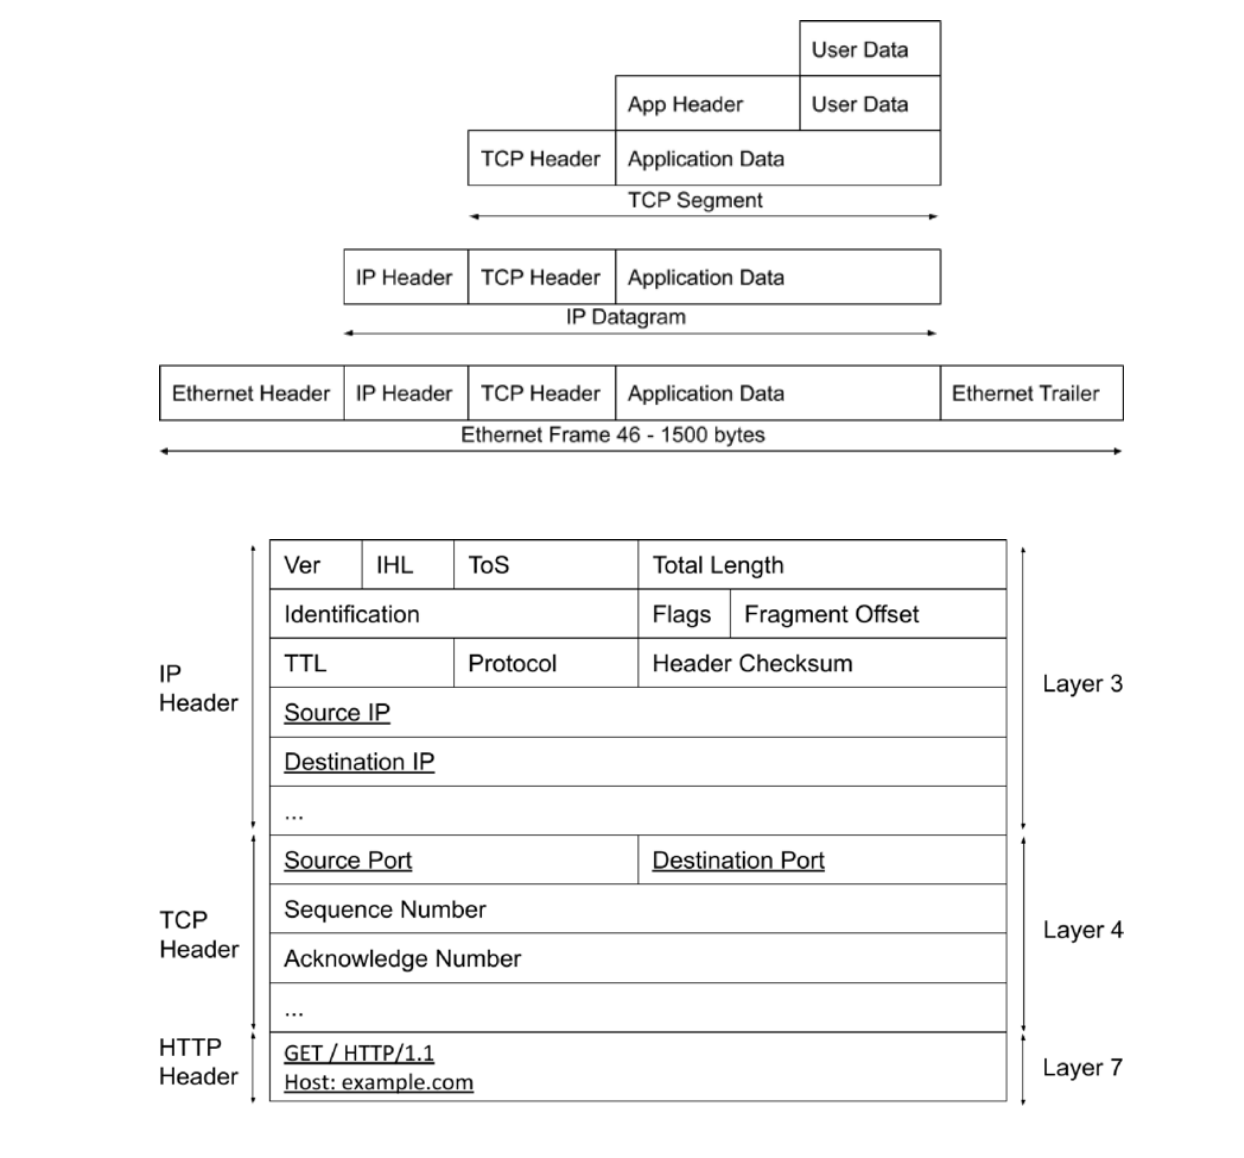 User Data
App Header User Data
TCP Header Application Data
TCP Segment
IP Header TCP Header Application Data
IP Datagram
Ethernet Header IP Header TCP Header Application Data Ethernet Trailer
Ethernet Frame 46 - 1500 bytes
IP
Header
Ver IHL ToS Total Length
Identification Flags Fragment Offset
TTL Protocol Header Checksum
Source IP
Destination IP
...
Layer 3
TCP
Header
Source Port Destination Port
Sequence Number
Acknowledge Number
...
Layer 4
HTTP
Header
GET / HTTP/1.1
Host: example.com
Layer 7